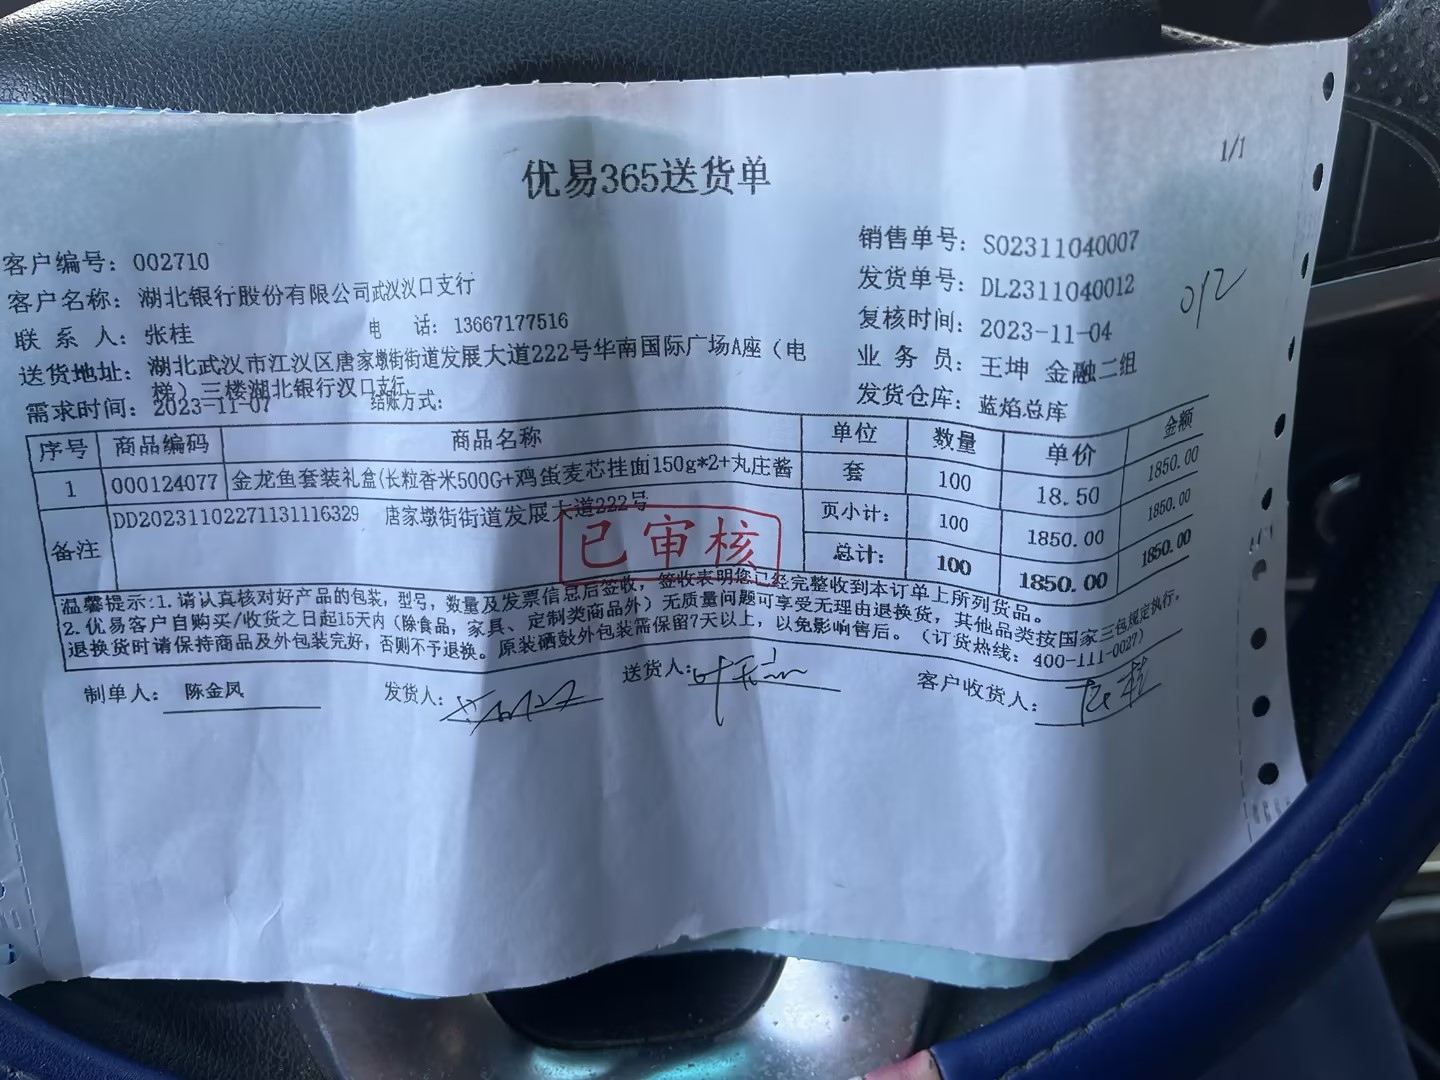 优易365送货单
1/1
客户编号：002710
销售单号：SO2311040007
客户名称：湖北银行股份有限公司武汉汉口支行
发货单号：DL2311040012
012
联 系 人：张桂 电 话：13667177516
复核时间：2023-11-04
送货地址：湖北武汉市江汉区唐家墩街街道发展大道222号华南国际广场A座（电
梯）三楼湖北银行汉口支行
业 务 员：王坤 金融二组
需求时间：2023-11-07 结账方式：
发货仓库：蓝焰总库
序号 商品编码 商品名称 单位 数量 单价 金额
1 000124077 金龙鱼套装礼盒(长粒香米500G+鸡蛋麦芯挂面150g*2+丸庄酱 套 100 18.50 1850.00
备注 DD20231102271131116329 唐家墩街街道发展大道222号 页小计： 100 1850.00 1850.00
已审核
总计： 100 1850.00 1850.00
温馨提示:1. 请认真核对好产品的包装，型号，数量及发票信息后签收，签收表明您已经完整收到本订单上所列货品。
2. 优易客户自购买/收货之日起15天内（除食品，家具、定制类商品外）无质量问题可享受无理由退换货，其他品类按国家三包规定执行，
退换货时请保持商品及外包装完好，否则不予退换。原装硒鼓外包装需保留7天以上，以免影响售后。（订货热线：400-111-0027）
制单人： 陈金凤 发货人： 送货人： 客户收货人：